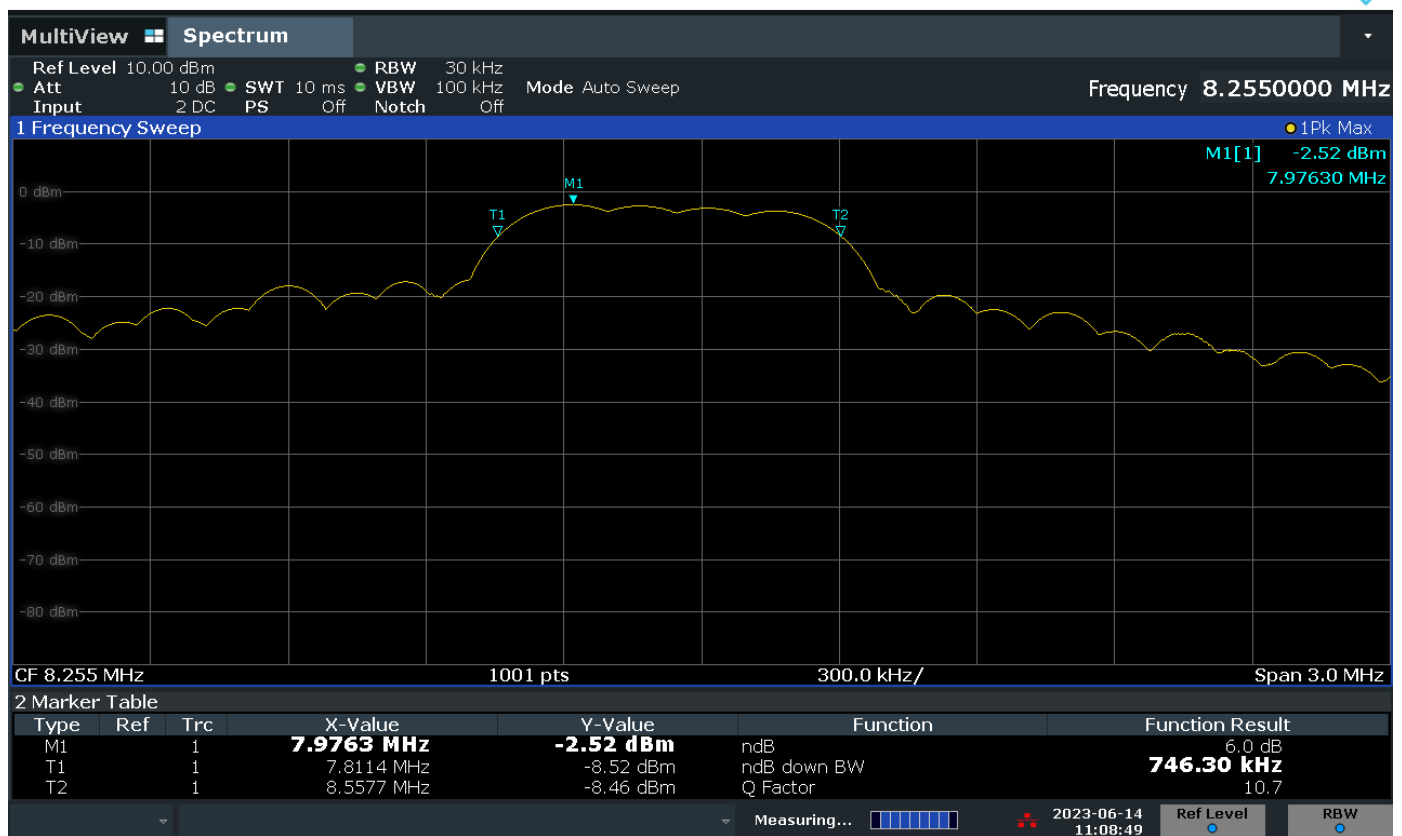 MultiView Spectrum
Ref Level 10.00 dBm RBW 30 kHz
Att 10 dB SWT 10 ms VBW 100 kHz Mode Auto Sweep Frequency 8.2550000 MHz
Input 2 DC PS Off Notch Off
1 Frequency Sweep 1Pk Max
M1[1] -2.52 dBm
7.97630 MHz
M1
0 dBm
T1 T2
-10 dBm
-20 dBm
-30 dBm
-40 dBm
-50 dBm
-60 dBm
-70 dBm
-80 dBm
CF 8.255 MHz 1001 pts 300.0 kHz/ Span 3.0 MHz
2 Marker Table
Type Ref Trc X-Value Y-Value Function Function Result
M1 1 7.9763 MHz -2.52 dBm ndB 6.0 dB
T1 1 7.8114 MHz -8.52 dBm ndB down BW 746.30 kHz
T2 1 8.5577 MHz -8.46 dBm Q Factor 10.7
Measuring... 2023-06-14 Ref Level RBW
11:08:49